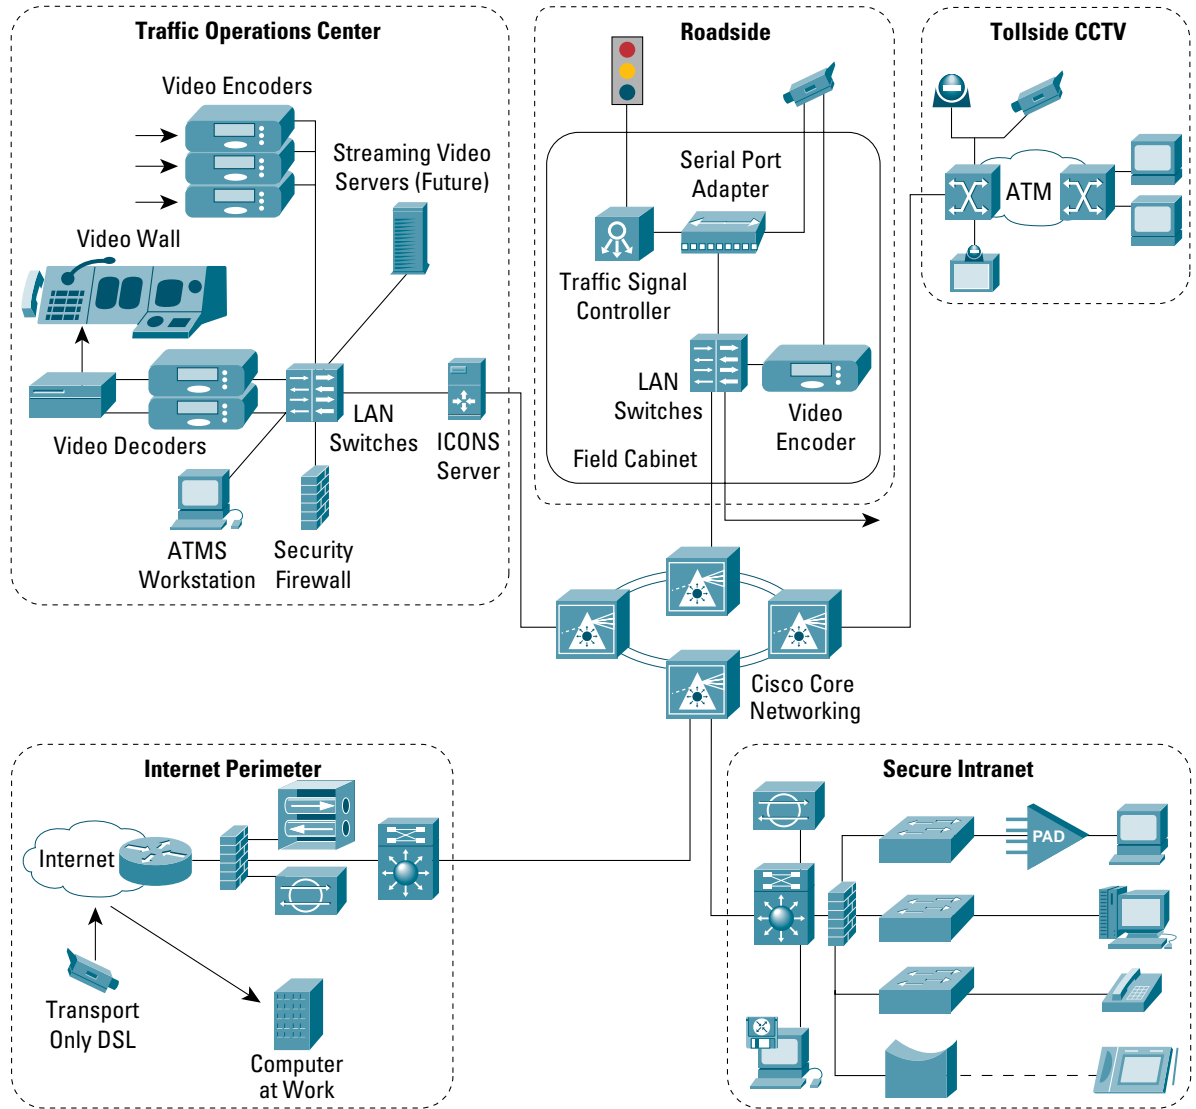 Traffic Operations Center
Video Encoders
Streaming Video
Servers (Future)
Video Wall
Video Decoders
LAN
Switches
ICONS
Server
ATMS
Workstation
Security
Firewall
Roadside
Serial Port
Adapter
Traffic Signal
Controller
LAN
Switches
Video
Encoder
Field Cabinet
Tollside CCTV
ATM
Cisco Core
Networking
Internet Perimeter
Internet
Transport
Only DSL
Computer
at Work
Secure Intranet
PAD